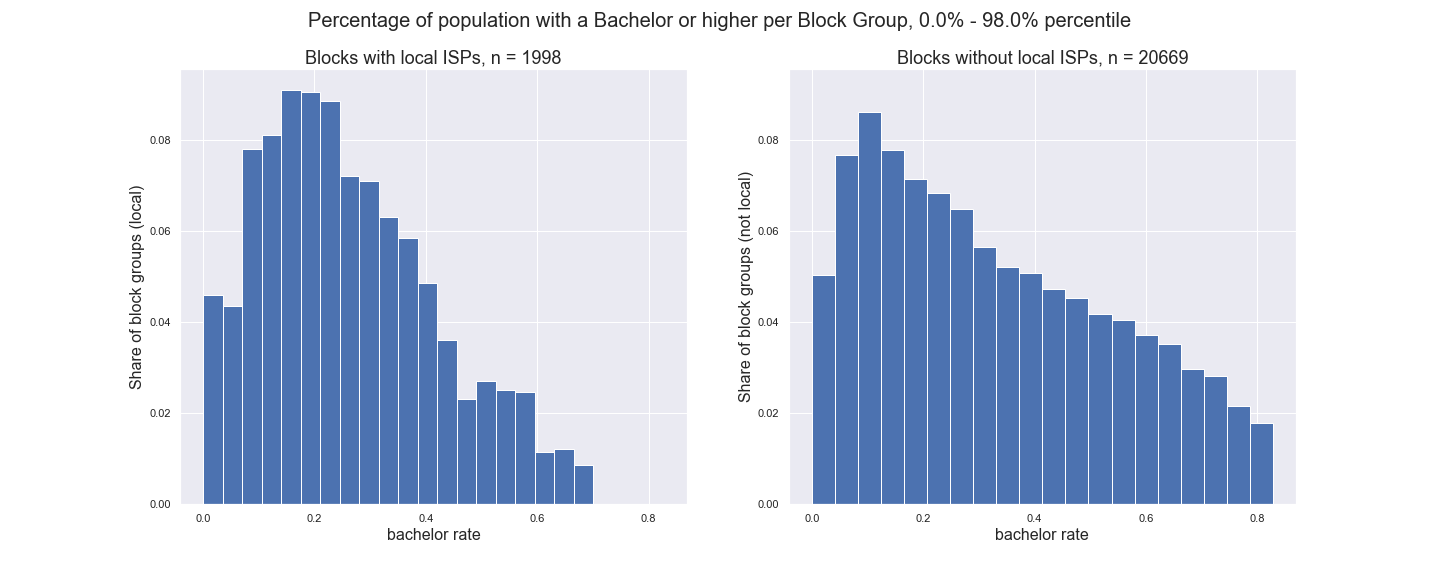 Percentage of population with a Bachelor or higher per Block Group, 0.0% - 98.0% percentile
Blocks with local ISPs, n = 1998
Share of block groups (local)
0.08
0.06
0.04
0.02
0.00
0.0 0.2 0.4 0.6 0.8
bachelor rate
Blocks without local ISPs, n = 20669
Share of block groups (not local)
0.08
0.06
0.04
0.02
0.00
0.0 0.2 0.4 0.6 0.8
bachelor rate